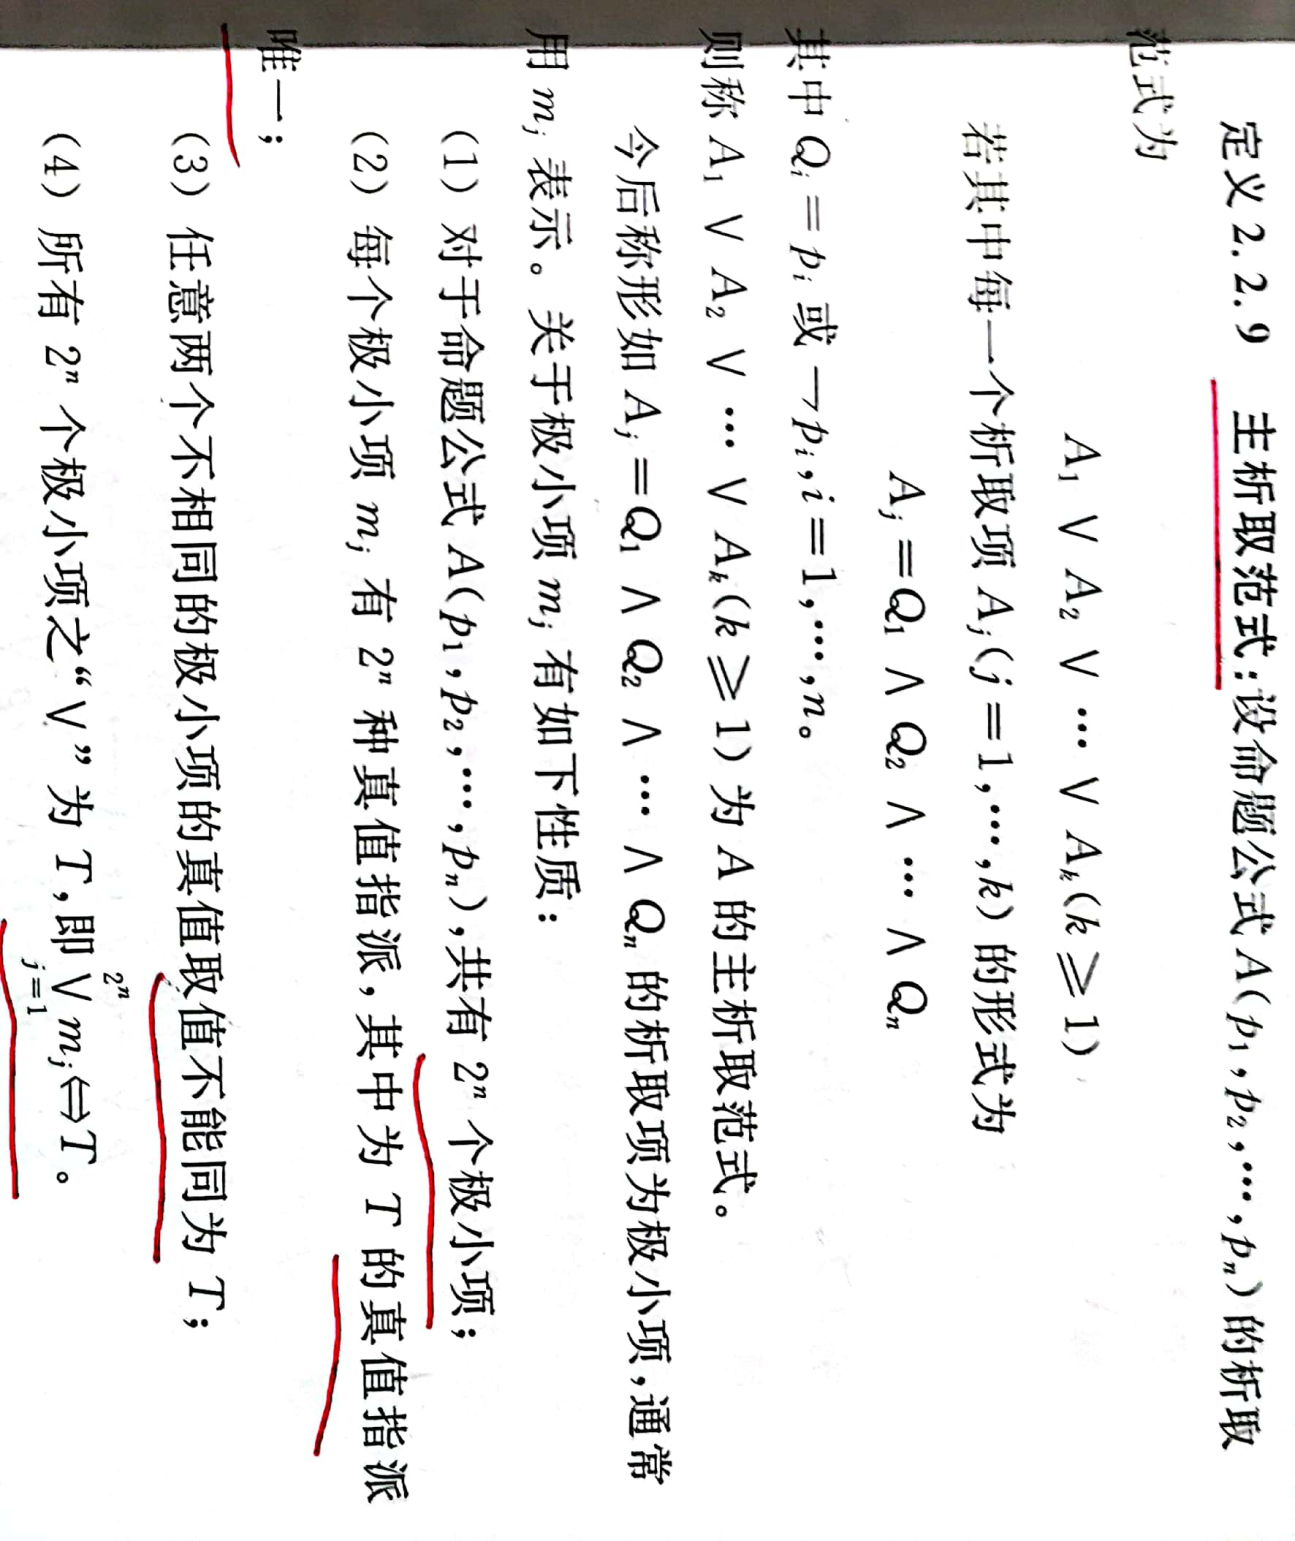 定义 2.2.9 主析取范式:设命题公式 A(p₁,p₂,…,pₙ)的析取
范式为
A₁ ∨ A₂ ∨ … ∨ Aₖ(k ⩾ 1)
若其中每一个析取项 Aⱼ(j = 1,…,k)的形式为
Aⱼ = Q₁ ∧ Q₂ ∧ … ∧ Qₙ
其中 Qᵢ = pᵢ 或 ¬pᵢ,i = 1,…,n。
则称 A₁ ∨ A₂ ∨ … ∨ Aₖ(k ⩾ 1)为 A 的主析取范式。
今后称形如 Aⱼ = Q₁ ∧ Q₂ ∧ … ∧ Qₙ 的析取项为极小项,通常
用 mⱼ 表示。关于极小项 mⱼ 有如下性质:
(1) 对于命题公式 A(p₁,p₂,…,pₙ),共有 2ⁿ 个极小项;
(2) 每个极小项 mⱼ 有 2ⁿ 种真值指派,其中为 T 的真值指派
唯一;
(3) 任意两个不相同的极小项的真值取值不能同为 T;
(4) 所有 2ⁿ 个极小项之“∨”为 T,即 ∨_{j=1}^{2ⁿ} mⱼ⇔T。